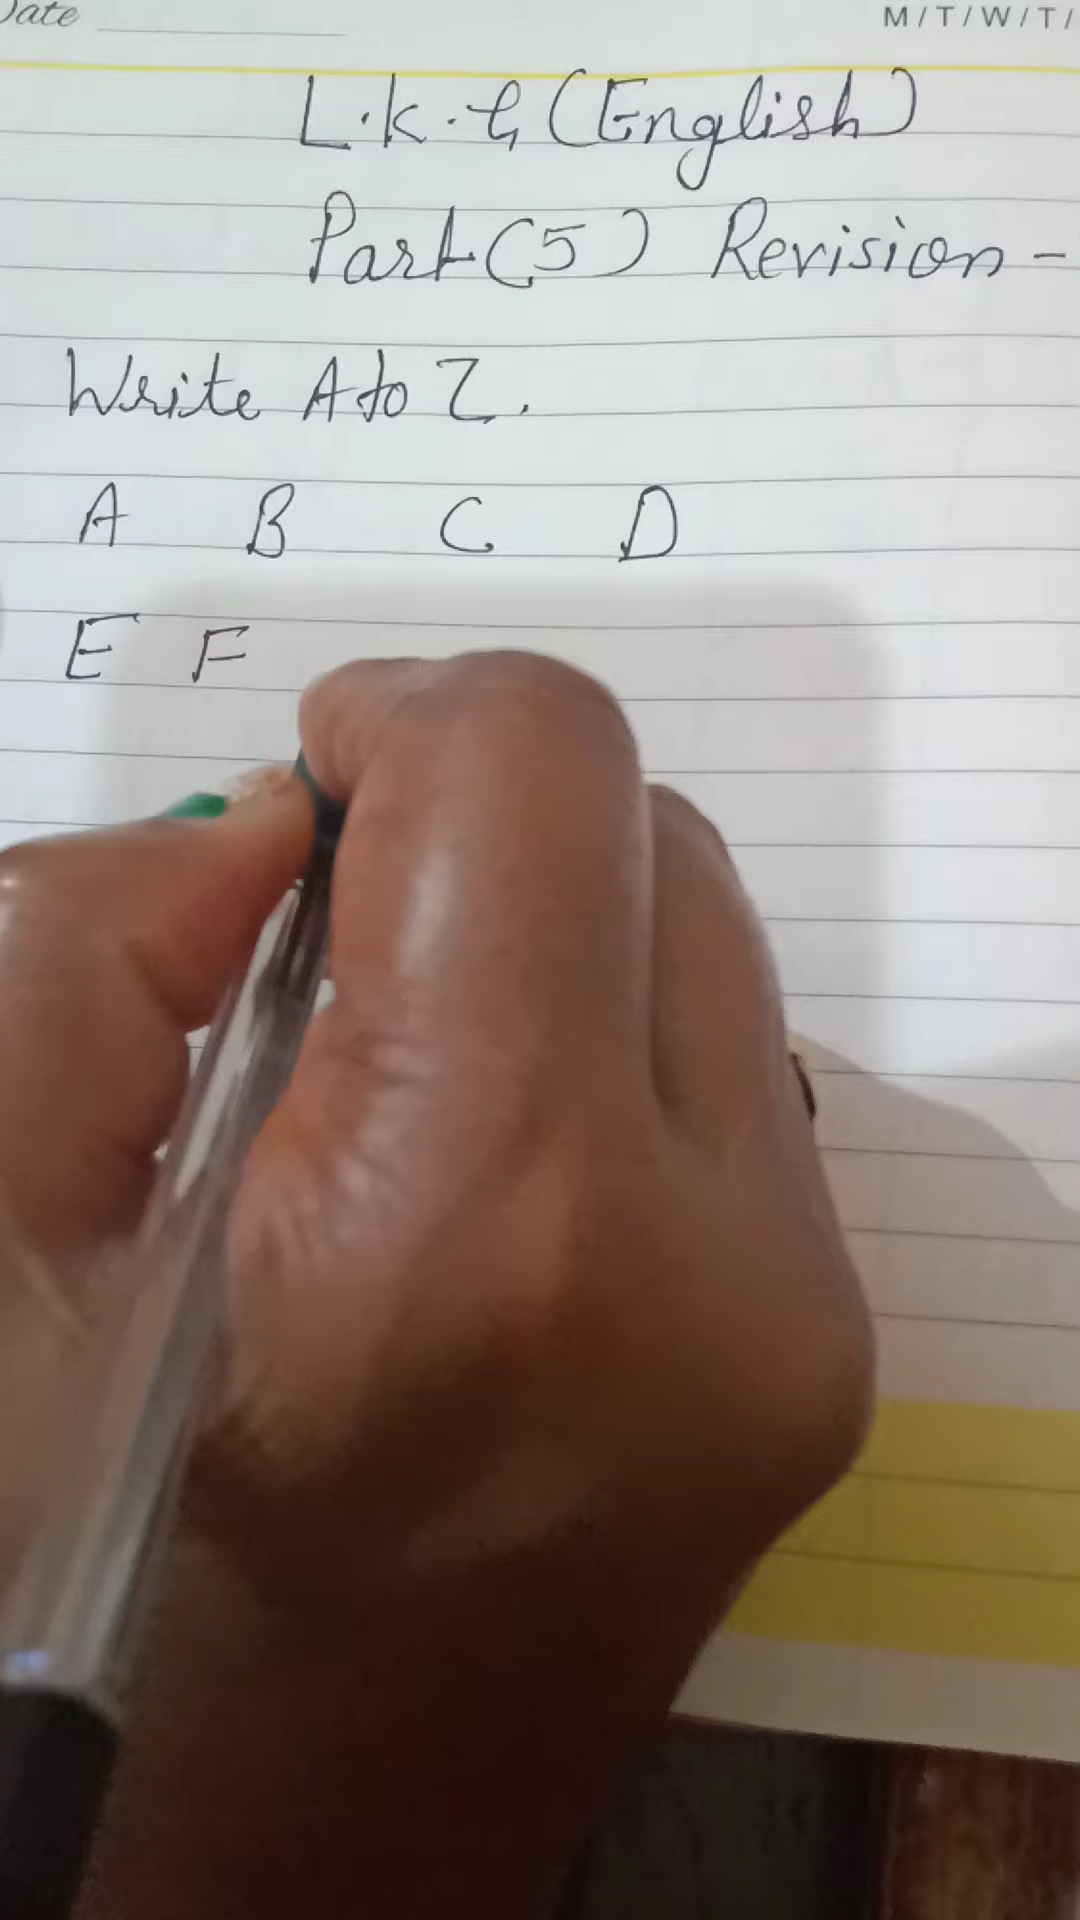 Date M/T/W/T/
L.K.G (English)
Part (5) Revision -
Write A to Z.
A B C D
E F